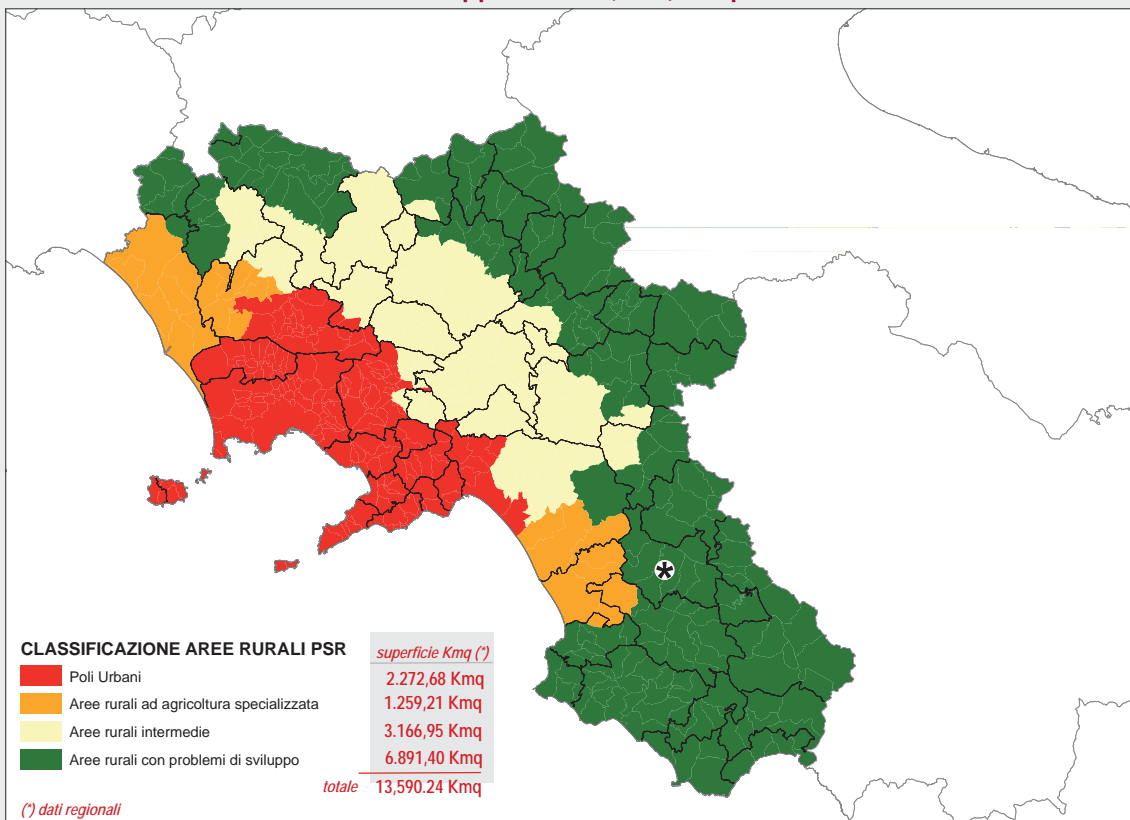 CLASSIFICAZIONE AREE RURALI PSR
superficie Kmq (*)
Poli Urbani 2.272,68 Kmq
Aree rurali ad agricoltura specializzata 1.259,21 Kmq
Aree rurali intermedie 3.166,95 Kmq
Aree rurali con problemi di sviluppo 6.891,40 Kmq
totale 13,590.24 Kmq
(*) dati regionali
*